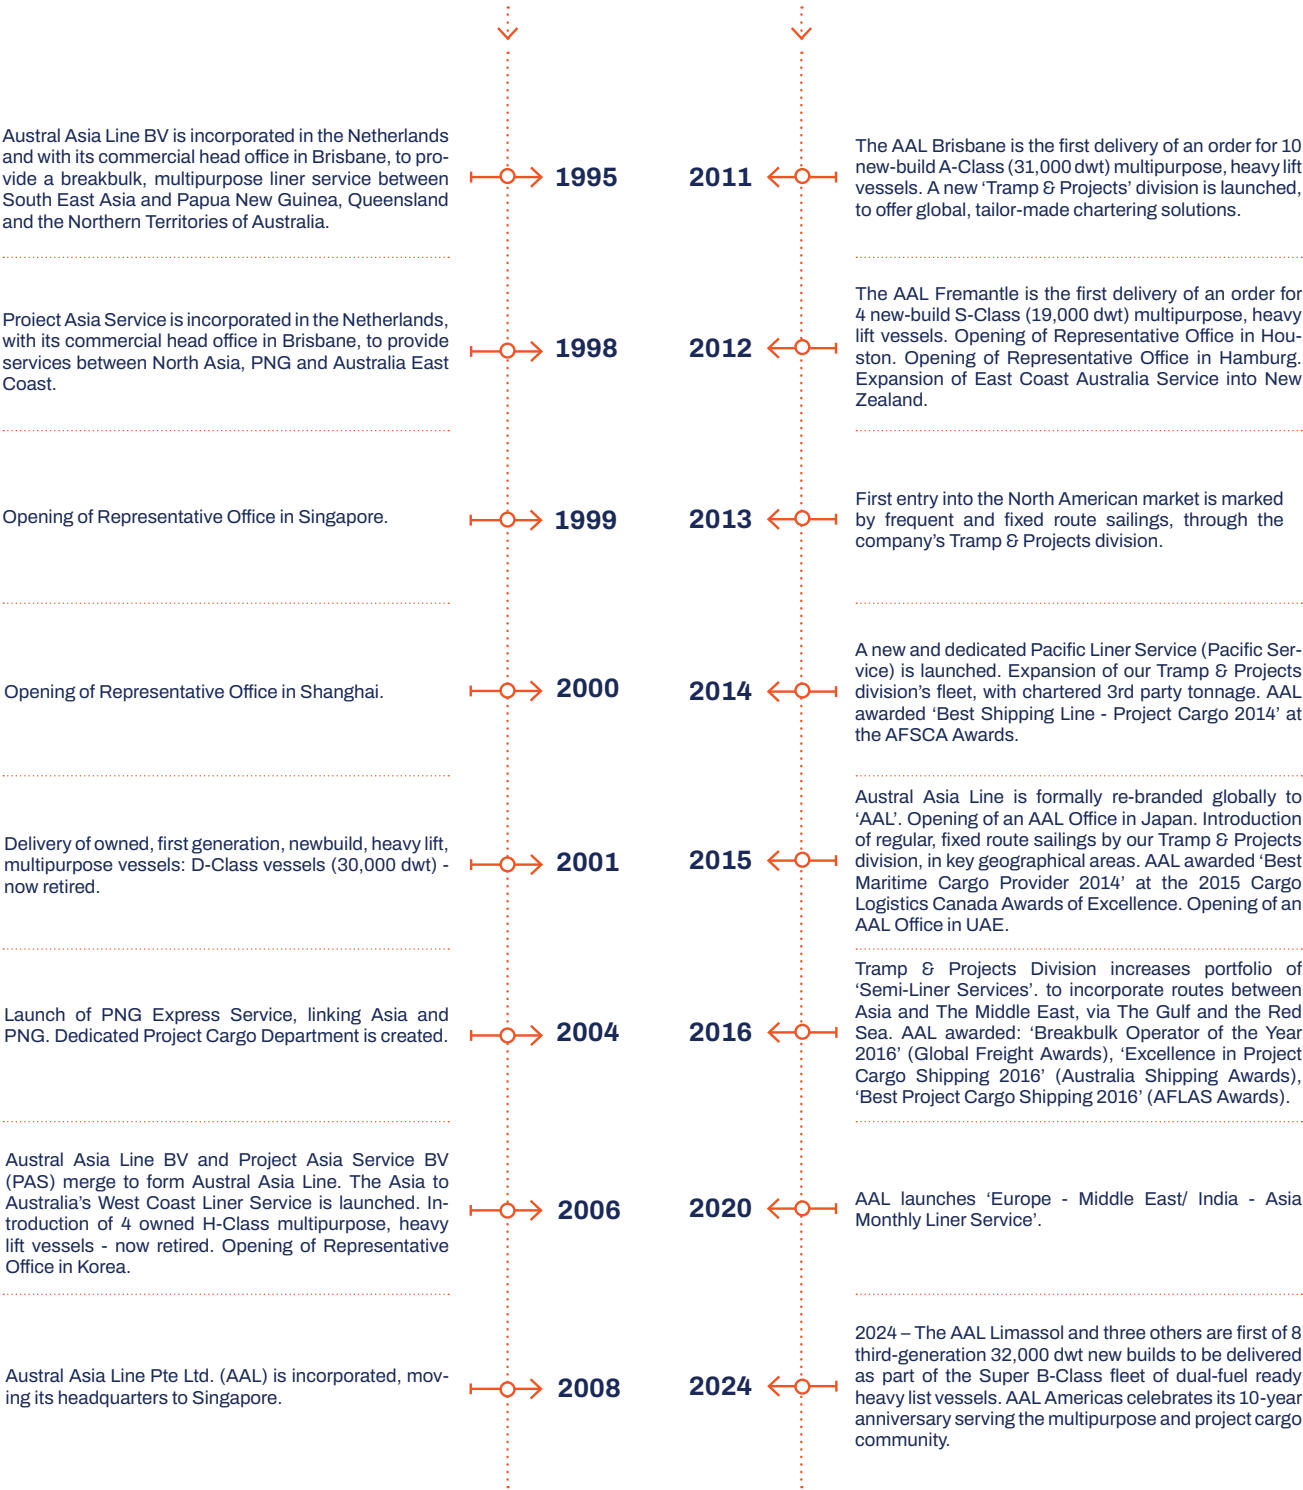 Austral Asia Line BV is incorporated in the Netherlands
and with its commercial head office in Brisbane, to pro-
vide a breakbulk, multipurpose liner service between
South East Asia and Papua New Guinea, Queensland
and the Northern Territories of Australia.
1995
Proiect Asia Service is incorporated in the Netherlands,
with its commercial head office in Brisbane, to provide
services between North Asia, PNG and Australia East
Coast.
1998
Opening of Representative Office in Singapore.
1999
Opening of Representative Office in Shanghai.
2000
Delivery of owned, first generation, newbuild, heavy lift,
multipurpose vessels: D-Class vessels (30,000 dwt) -
now retired.
2001
Launch of PNG Express Service, linking Asia and
PNG. Dedicated Project Cargo Department is created.
2004
Austral Asia Line BV and Project Asia Service BV
(PAS) merge to form Austral Asia Line. The Asia to
Australia's West Coast Liner Service is launched. In-
troduction of 4 owned H-Class multipurpose, heavy
lift vessels - now retired. Opening of Representative
Office in Korea.
2006
Austral Asia Line Pte Ltd. (AAL) is incorporated, mov-
ing its headquarters to Singapore.
2008
2011
The AAL Brisbane is the first delivery of an order for 10
new-build A-Class (31,000 dwt) multipurpose, heavy lift
vessels. A new ‘Tramp & Projects’ division is launched,
to offer global, tailor-made chartering solutions.
2012
The AAL Fremantle is the first delivery of an order for
4 new-build S-Class (19,000 dwt) multipurpose, heavy
lift vessels. Opening of Representative Office in Hou-
ston. Opening of Representative Office in Hamburg.
Expansion of East Coast Australia Service into New
Zealand.
2013
First entry into the North American market is marked
by frequent and fixed route sailings, through the
company’s Tramp & Projects division.
2014
A new and dedicated Pacific Liner Service (Pacific Ser-
vice) is launched. Expansion of our Tramp & Projects
division’s fleet, with chartered 3rd party tonnage. AAL
awarded ‘Best Shipping Line - Project Cargo 2014’ at
the AFSCA Awards.
2015
Austral Asia Line is formally re-branded globally to
‘AAL’. Opening of an AAL Office in Japan. Introduction
of regular, fixed route sailings by our Tramp & Projects
division, in key geographical areas. AAL awarded ‘Best
Maritime Cargo Provider 2014’ at the 2015 Cargo
Logistics Canada Awards of Excellence. Opening of an
AAL Office in UAE.
2016
Tramp & Projects Division increases portfolio of
‘Semi-Liner Services’. to incorporate routes between
Asia and The Middle East, via The Gulf and the Red
Sea. AAL awarded: ‘Breakbulk Operator of the Year
2016’ (Global Freight Awards), ‘Excellence in Project
Cargo Shipping 2016’ (Australia Shipping Awards),
‘Best Project Cargo Shipping 2016’ (AFLAS Awards).
2020
AAL launches ‘Europe - Middle East/ India - Asia
Monthly Liner Service’.
2024
2024 – The AAL Limassol and three others are first of 8
third-generation 32,000 dwt new builds to be delivered
as part of the Super B-Class fleet of dual-fuel ready
heavy list vessels. AAL Americas celebrates its 10-year
anniversary serving the multipurpose and project cargo
community.